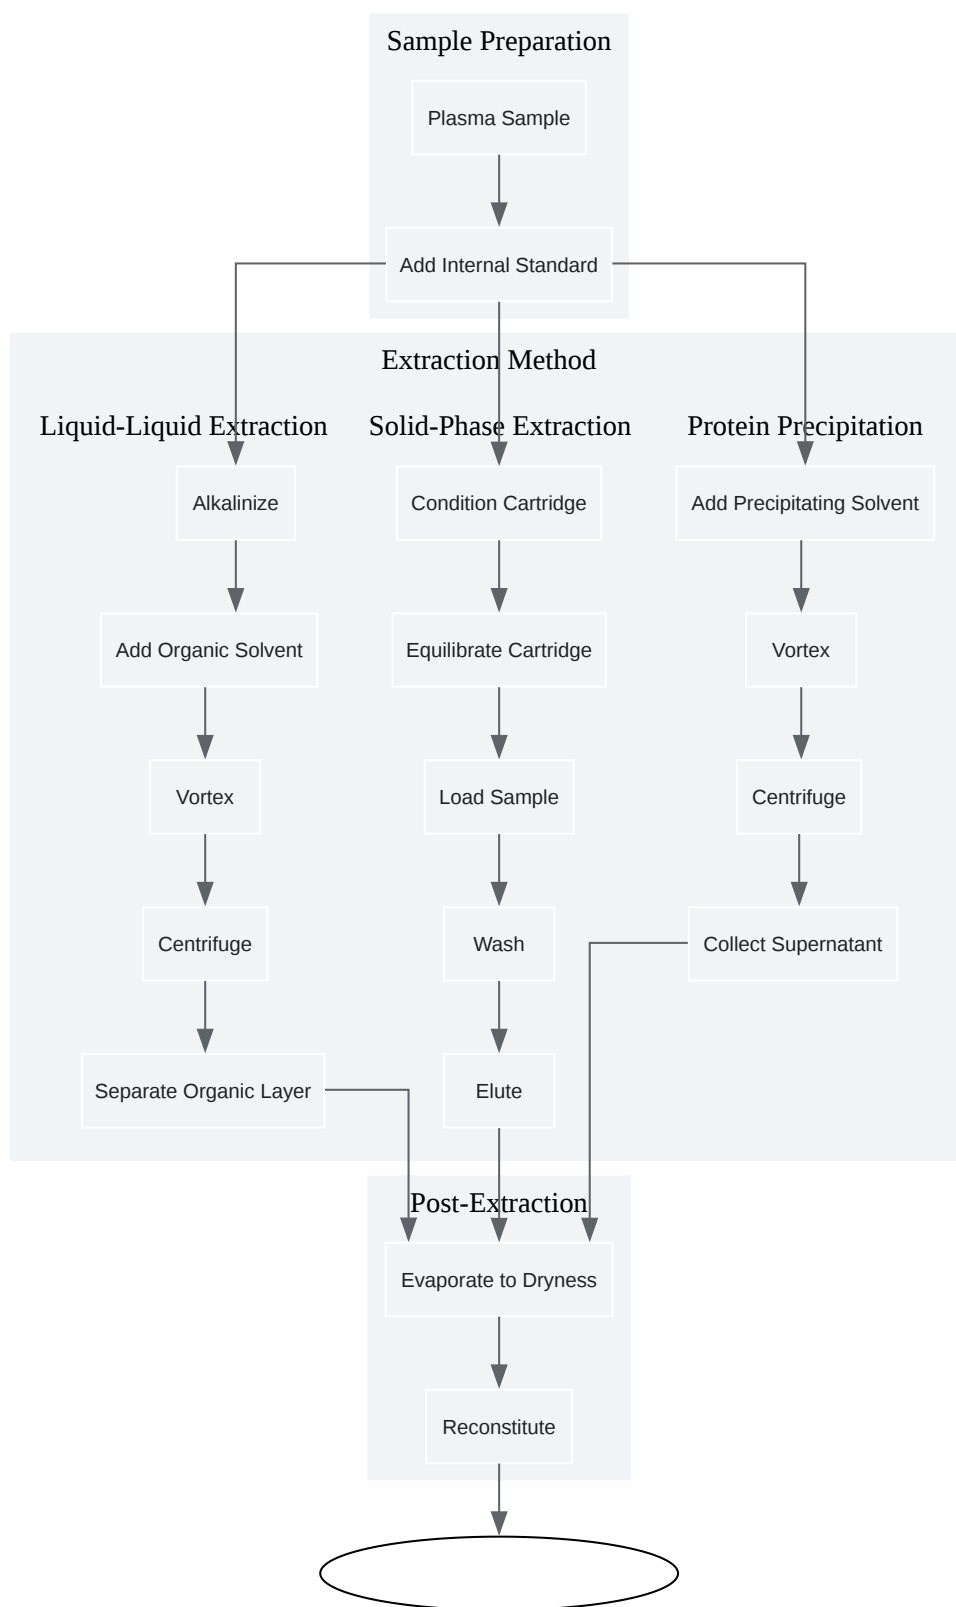 Sample Preparation
Plasma Sample
Add Internal Standard
Extraction Method
Liquid-Liquid Extraction
Alkalinize
Add Organic Solvent
Vortex
Centrifuge
Separate Organic Layer
Solid-Phase Extraction
Condition Cartridge
Equilibrate Cartridge
Load Sample
Wash
Elute
Protein Precipitation
Add Precipitating Solvent
Vortex
Centrifuge
Collect Supernatant
Post-Extraction
Evaporate to Dryness
Reconstitute